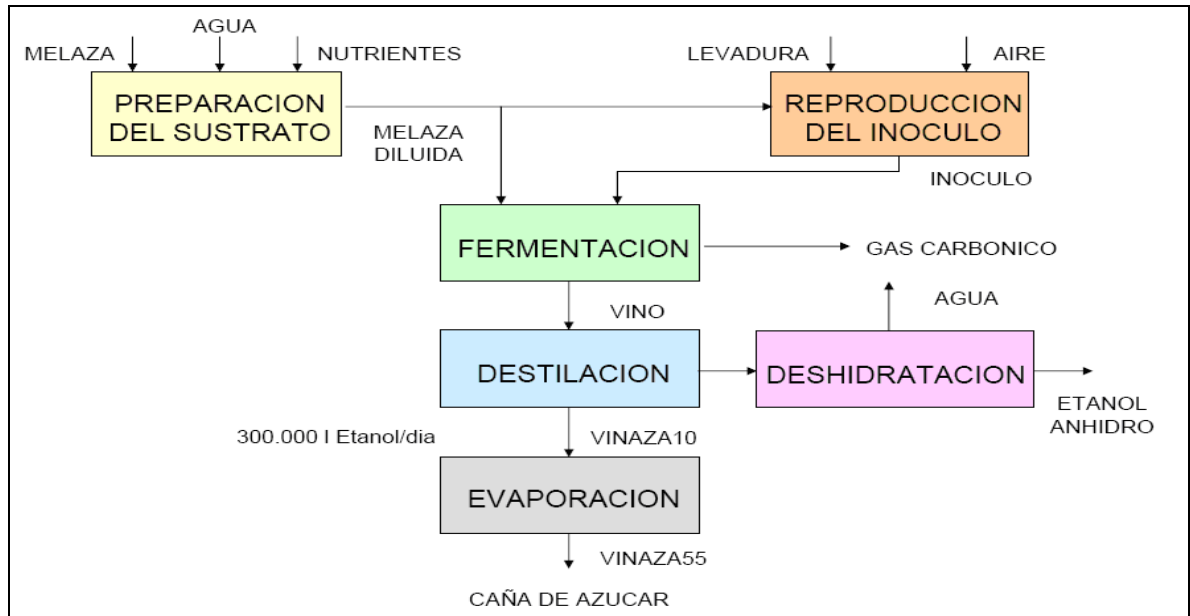 AGUA
MELAZA
NUTRIENTES
LEVADURA
AIRE
PREPARACION
DEL SUSTRATO
REPRODUCCION
DEL INOCULO
MELAZA
DILUIDA
INOCULO
FERMENTACION
GAS CARBONICO
AGUA
VINO
DESTILACION
DESHIDRATACION
ETANOL
ANHIDRO
300.000 l Etanol/dia
VINAZA10
EVAPORACION
VINAZA55
CAÑA DE AZUCAR